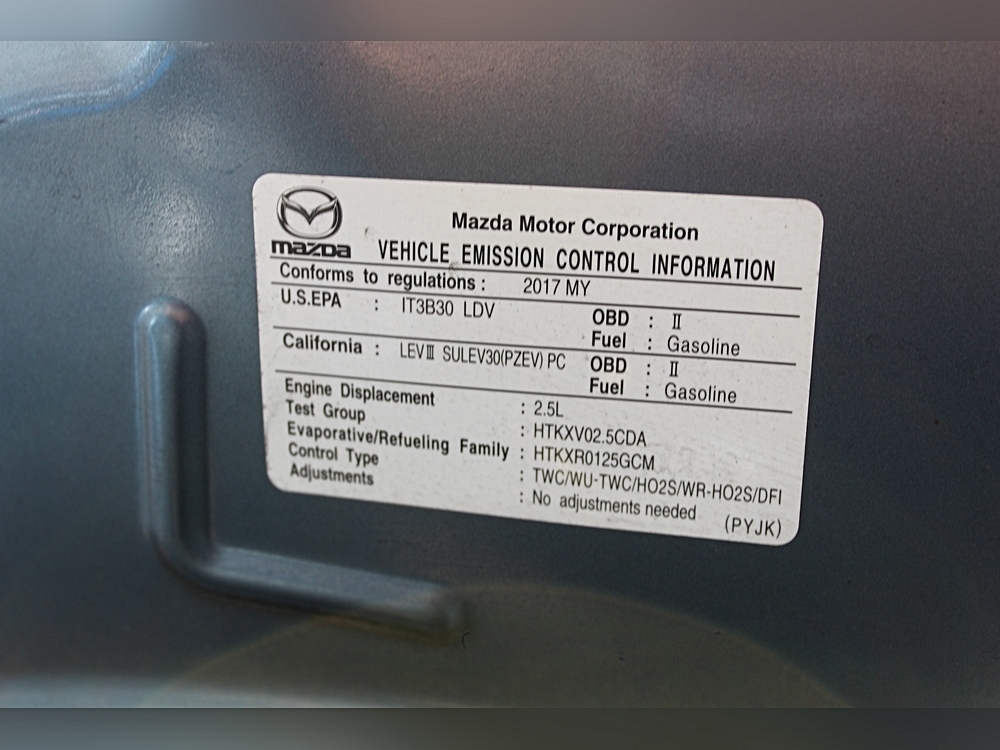 mazDa
Mazda Motor Corporation
VEHICLE EMISSION CONTROL INFORMATION
Conforms to regulations : 2017 MY
U.S.EPA : IT3B30 LDV OBD : II
Fuel : Gasoline
California : LEVⅢ SULEV30(PZEV) PC OBD : II
Fuel : Gasoline
Engine Displacement : 2.5L
Test Group : HTKXV02.5CDA
Evaporative/Refueling Family : HTKXR0125GCM
Control Type : TWC/WU-TWC/HO2S/WR-HO2S/DFI
Adjustments : No adjustments needed
(PYJK)